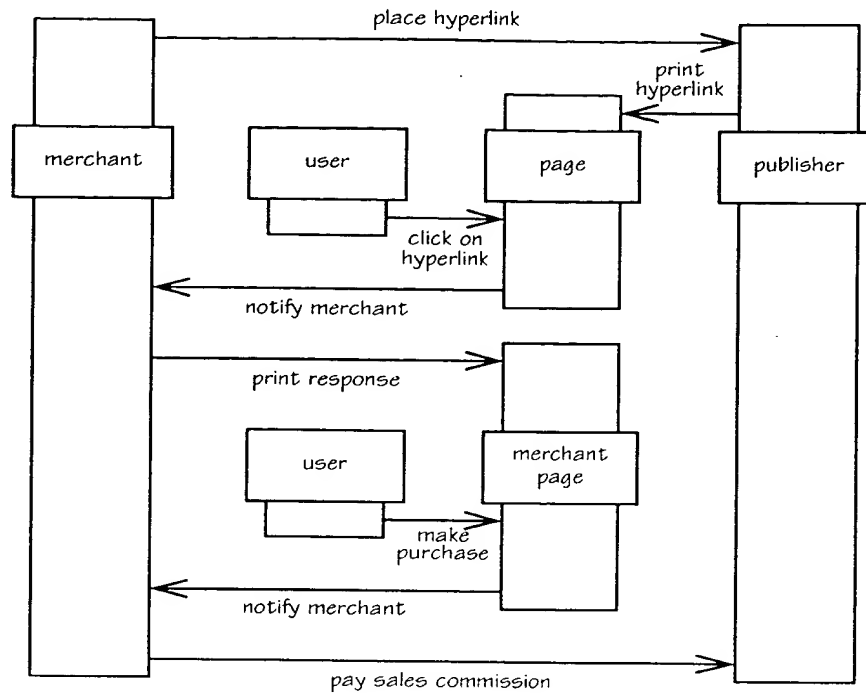 place hyperlink
print
hyperlink
merchant
user
page
publisher
click on
hyperlink
notify merchant
print response
user
merchant
page
make
purchase
notify merchant
pay sales commission